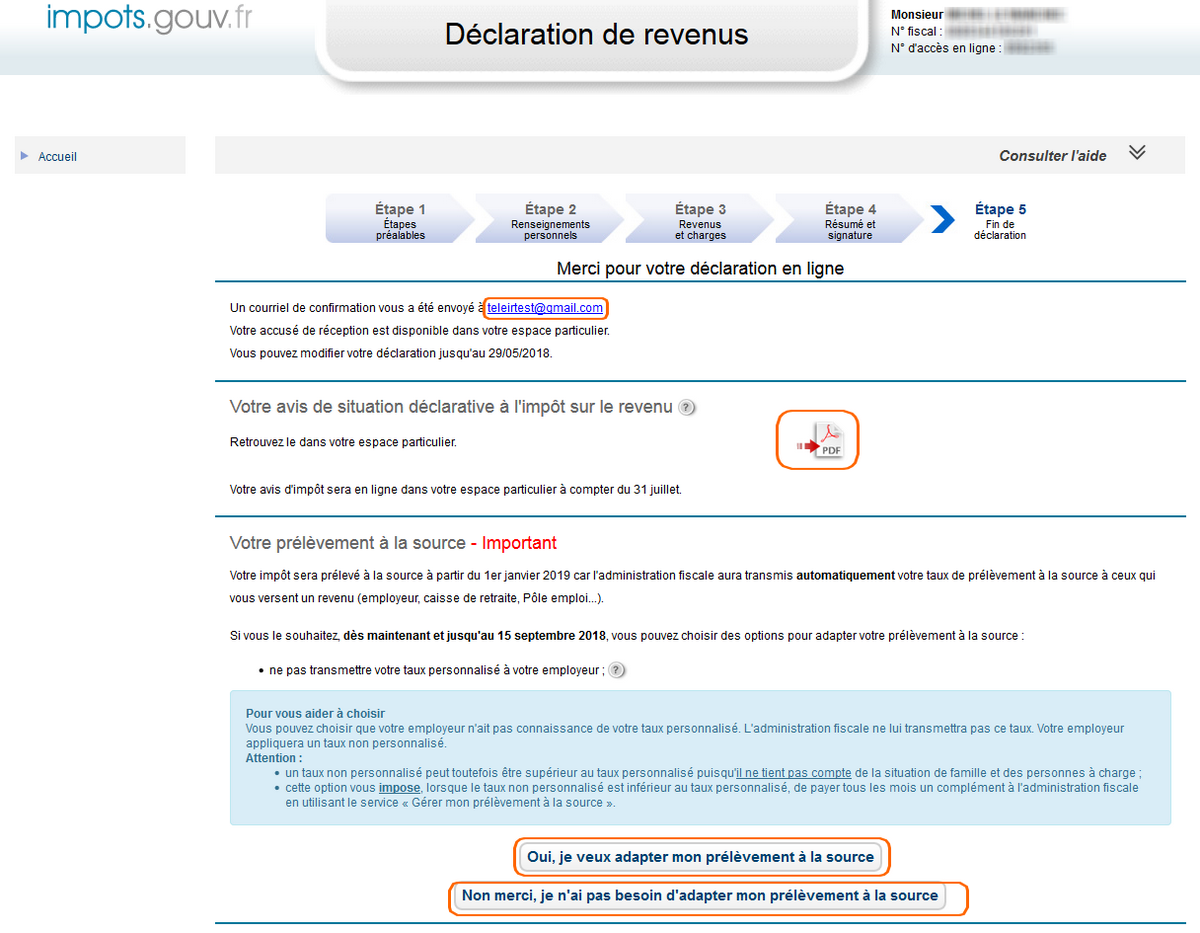 impots.gouv.fr
Déclaration de revenus
Monsieur
N° fiscal :
N° d'accès en ligne :
Accueil
Consulter l'aide
Étape 1
Étapes
préalables
Étape 2
Renseignements
personnels
Étape 3
Revenus
et charges
Étape 4
Résumé et
signature
Étape 5
Fin de
déclaration
Merci pour votre déclaration en ligne
Un courriel de confirmation vous a été envoyé à teleirtest@gmail.com
Votre accusé de réception est disponible dans votre espace particulier.
Vous pouvez modifier votre déclaration jusqu'au 29/05/2018.
Votre avis de situation déclarative à l'impôt sur le revenu ?
Retrouvez le dans votre espace particulier.
PDF
Votre avis d'impôt sera en ligne dans votre espace particulier à compter du 31 juillet.
Votre prélèvement à la source - Important
Votre impôt sera prélevé à la source à partir du 1er janvier 2019 car l'administration fiscale aura transmis automatiquement votre taux de prélèvement à la source à ceux qui
vous versent un revenu (employeur, caisse de retraite, Pôle emploi...).
Si vous le souhaitez, dès maintenant et jusqu'au 15 septembre 2018, vous pouvez choisir des options pour adapter votre prélèvement à la source :
• ne pas transmettre votre taux personnalisé à votre employeur ; ?
Pour vous aider à choisir
Vous pouvez choisir que votre employeur n'ait pas connaissance de votre taux personnalisé. L'administration fiscale ne lui transmettra pas ce taux. Votre employeur
appliquera un taux non personnalisé.
Attention :
• un taux non personnalisé peut toutefois être supérieur au taux personnalisé puisqu'il ne tient pas compte de la situation de famille et des personnes à charge ;
• cette option vous impose, lorsque le taux non personnalisé est inférieur au taux personnalisé, de payer tous les mois un complément à l'administration fiscale
en utilisant le service « Gérer mon prélèvement à la source ».
Oui, je veux adapter mon prélèvement à la source
Non merci, je n'ai pas besoin d'adapter mon prélèvement à la source